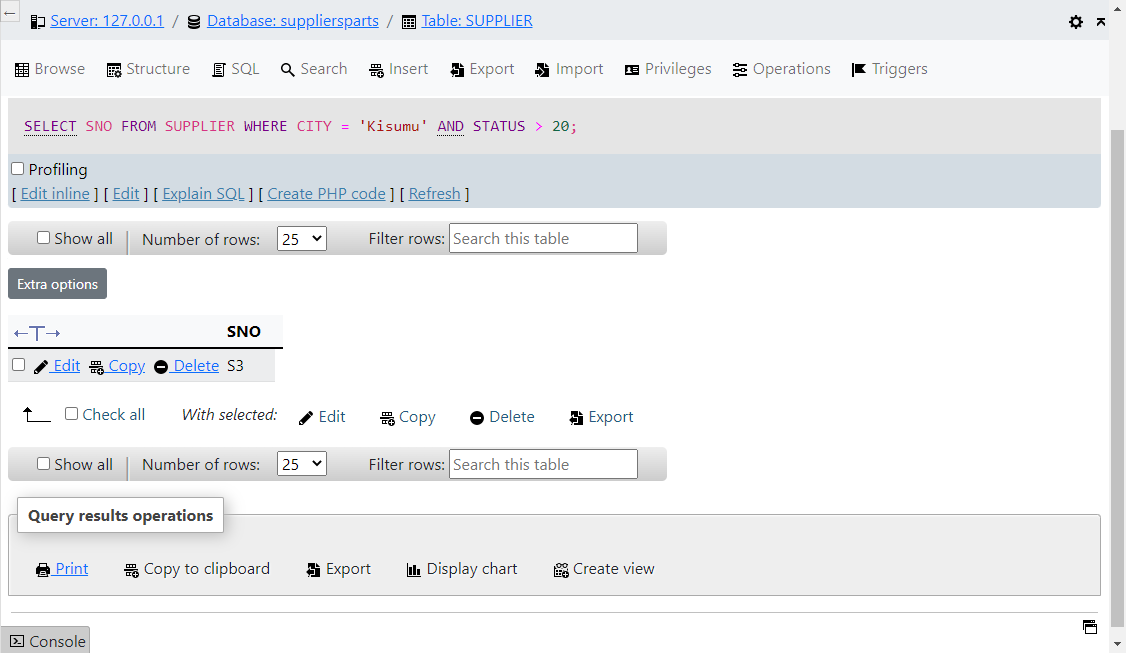 Server: 127.0.0.1 / Database: suppliersparts / Table: SUPPLIER
Browse Structure SQL Search Insert Export Import Privileges Operations Triggers
SELECT SNO FROM SUPPLIER WHERE CITY = 'Kisumu' AND STATUS > 20;
Profiling
[ Edit inline ] [ Edit ] [ Explain SQL ] [ Create PHP code ] [ Refresh ]
Show all Number of rows: 25 Filter rows: Search this table
Extra options
←T→ SNO
Edit Copy Delete S3
Check all With selected: Edit Copy Delete Export
Show all Number of rows: 25 Filter rows: Search this table
Query results operations
Print Copy to clipboard Export Display chart Create view
Console